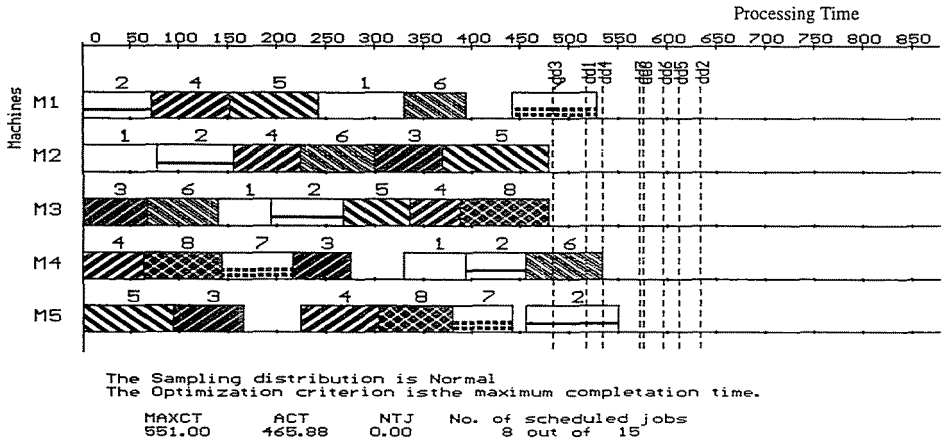 Processing Time
0 50 100 150 200 250 300 350 400 450 500 550 600 650 700 750 800 850
dd3 dd1 dd4 dd8 dd6 dd5 dd2
Machines
2 4 5 1 6
M1
1 2 4 6 3 5
M2
3 6 1 2 5 4 8
M3
4 8 7 3 1 2 6
M4
5 3 4 8 7 2
M5
The Sampling distribution is Normal
The Optimization criterion isthe maximum completation time.
MAXCT ACT NTJ No. of scheduled jobs
551.00 465.88 0.00 8 out of 15